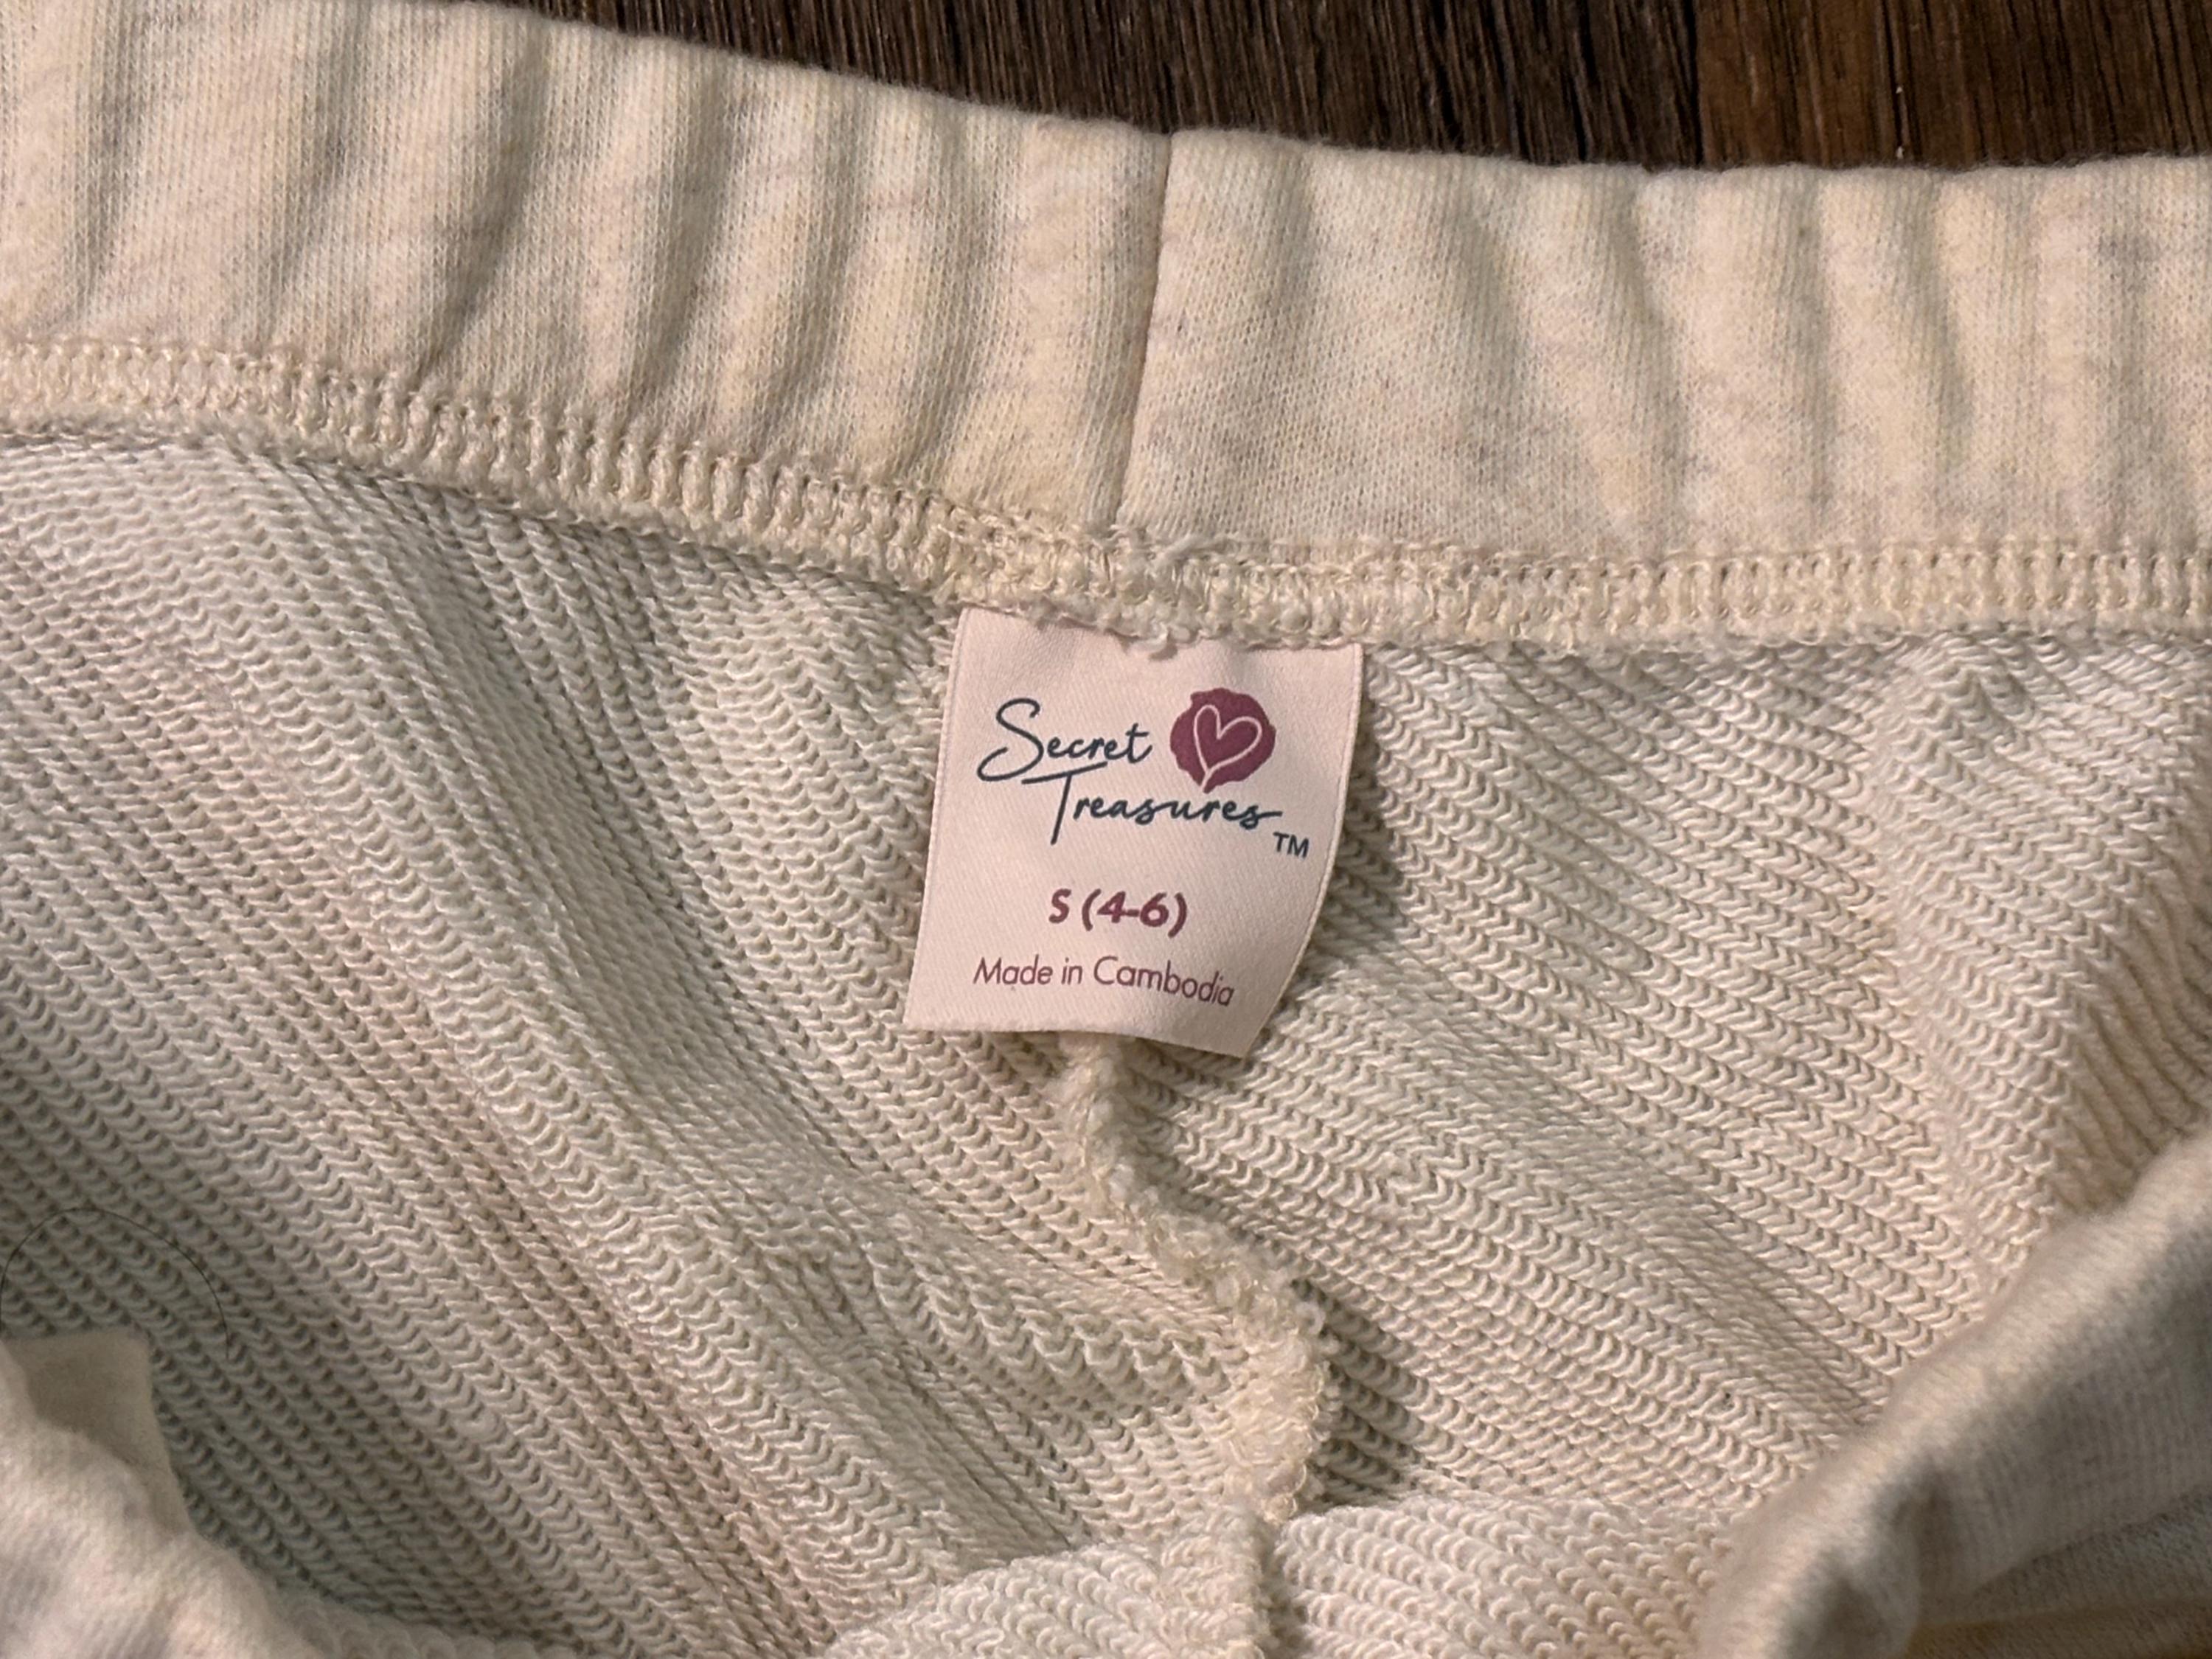 Secret
Treasures TM
S (4-6)
Made in Cambodia